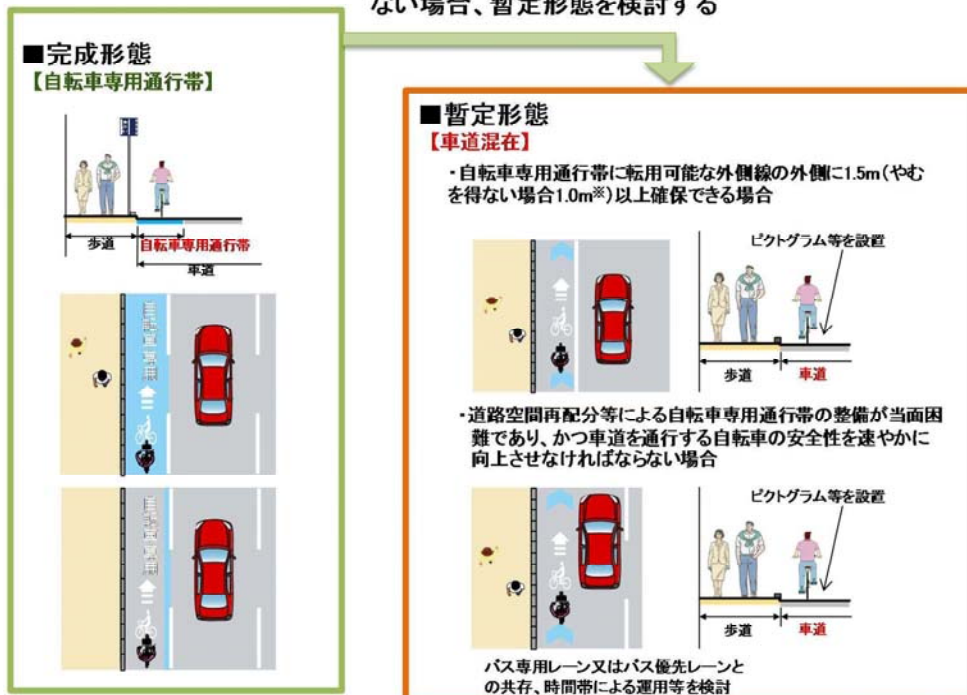 ない場合、暫定形態を検討する
■完成形態
【自転車専用通行帯】
歩道
自転車専用通行帯
車道
自転車専用
自転車専用
■暫定形態
【車道混在】
・自転車専用通行帯に転用可能な外側線の外側に1.5m(やむ
を得ない場合1.0m※)以上確保できる場合
ピクトグラム等を設置
歩道
車道
・道路空間再配分等による自転車専用通行帯の整備が当面困
難であり、かつ車道を通行する自転車の安全性を速やかに
向上させなければならない場合
ピクトグラム等を設置
歩道
車道
バス専用レーン又はバス優先レーンと
の共存、時間帯による運用等を検討